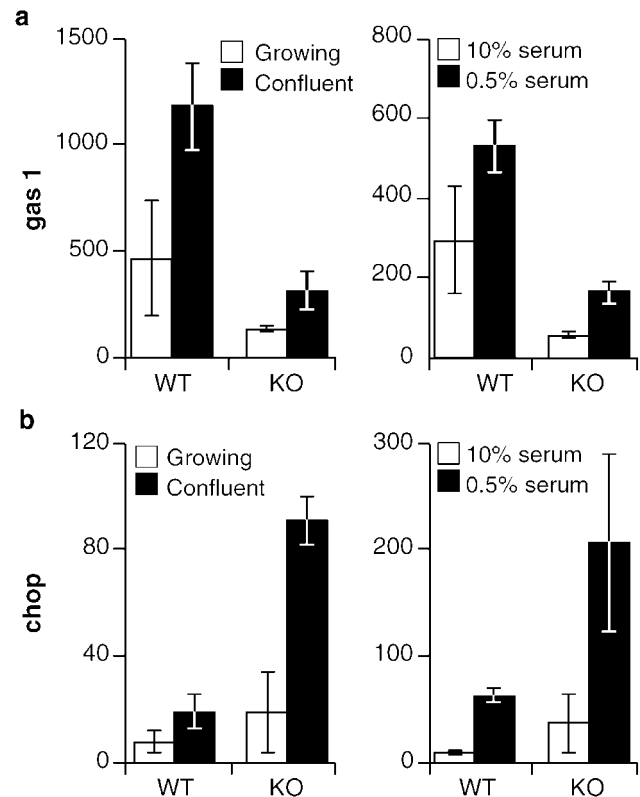 a
gas 1
1500
1000
500
0
Growing
Confluent
WT KO
800
600
400
200
0
10% serum
0.5% serum
WT KO
b
chop
120
80
40
0
Growing
Confluent
WT KO
300
200
100
0
10% serum
0.5% serum
WT KO